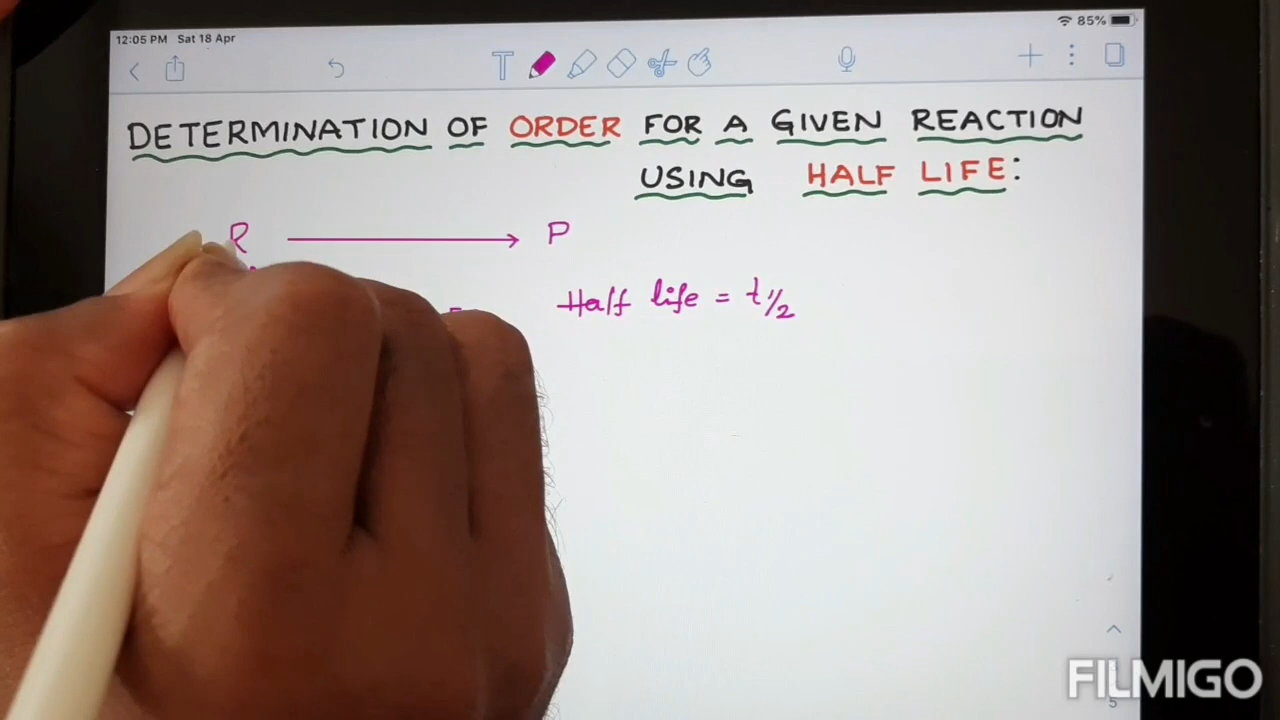 12:05 PM Sat 18 Apr
85%
T
DETERMINATION OF ORDER FOR A GIVEN REACTION
USING HALF LIFE:
R ⟶ P
Half life = t1/2
FILMIGO
5